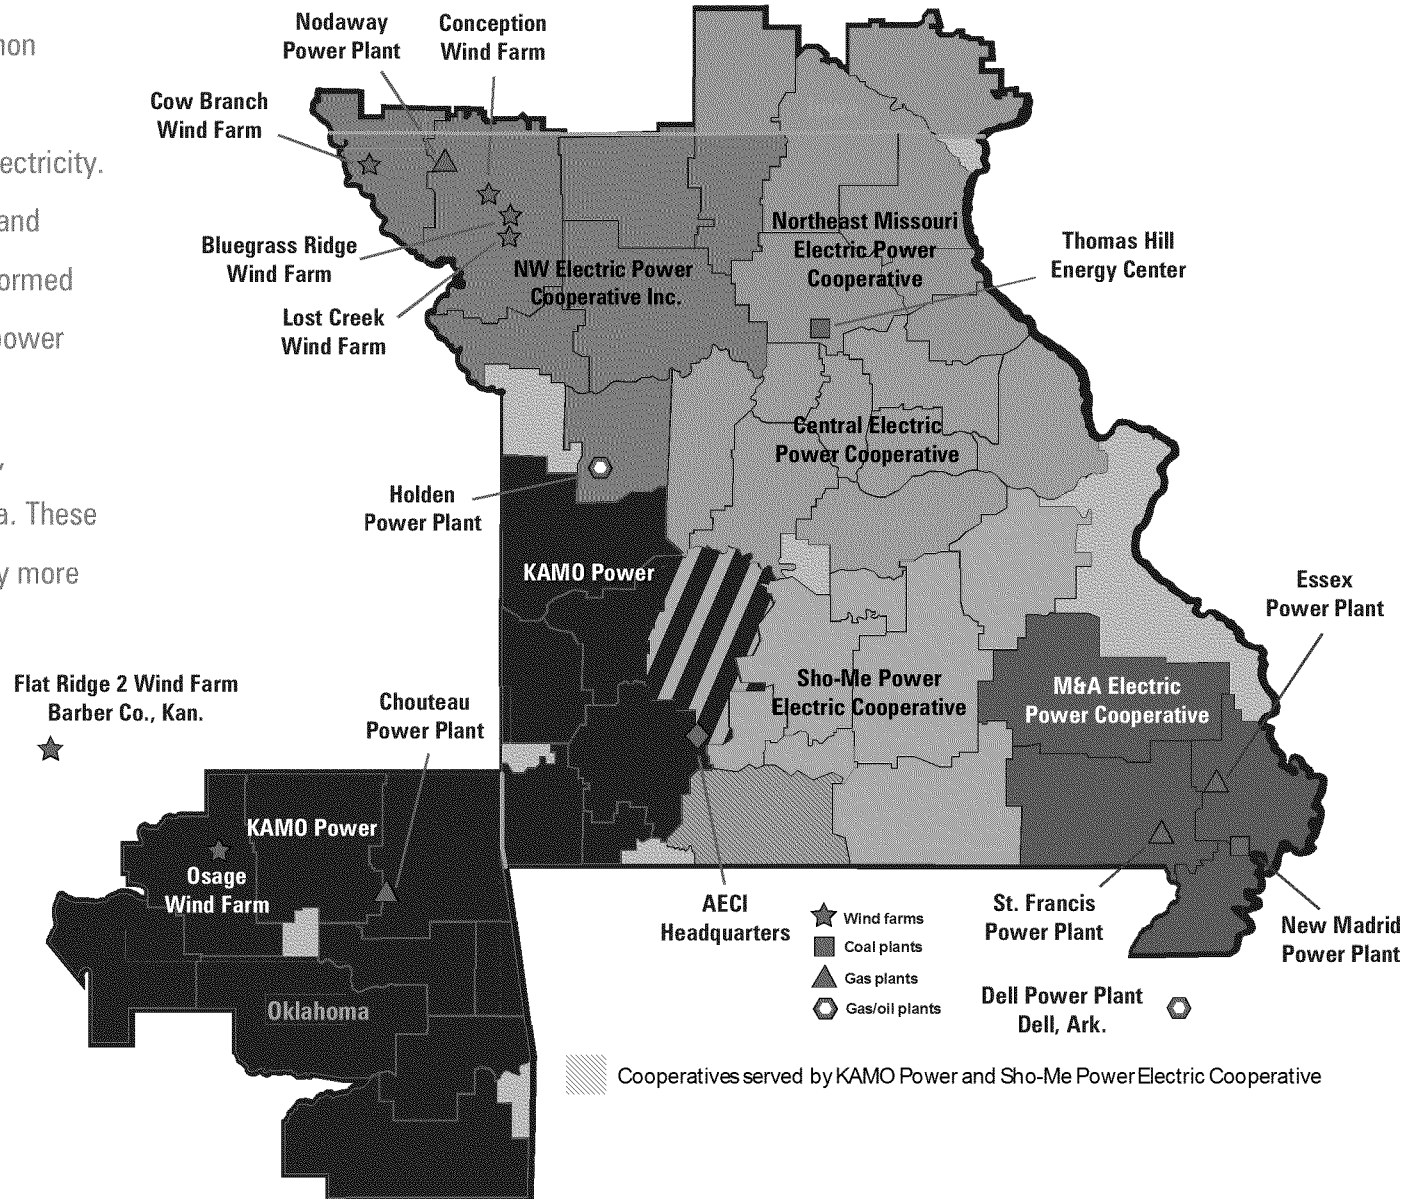 non
lectricity.
and
ormed
power
,
a. These
y more
Nodaway
Power Plant
Conception
Wind Farm
Cow Branch
Wind Farm
Bluegrass Ridge
Wind Farm
Lost Creek
Wind Farm
NW Electric Power
Cooperative Inc.
Northeast Missouri
Electric Power
Cooperative
Thomas Hill
Energy Center
Central Electric
Power Cooperative
Holden
Power Plant
KAMO Power
Essex
Power Plant
Flat Ridge 2 Wind Farm
Barber Co., Kan.
Chouteau
Power Plant
Sho-Me Power
Electric Cooperative
M&A Electric
Power Cooperative
KAMO Power
Osage
Wind Farm
Oklahoma
AECI
Headquarters
Wind farms
Coal plants
Gas plants
Gas/oil plants
St. Francis
Power Plant
New Madrid
Power Plant
Dell Power Plant
Dell, Ark.
Cooperatives served by KAMO Power and Sho-Me Power Electric Cooperative